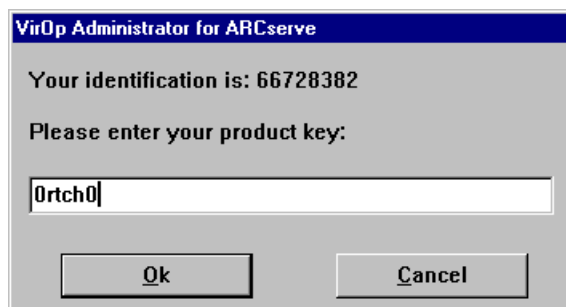 VirOp Administrator for ARCserve
Your identification is: 66728382
Please enter your product key:
0rtch0
Ok
Cancel